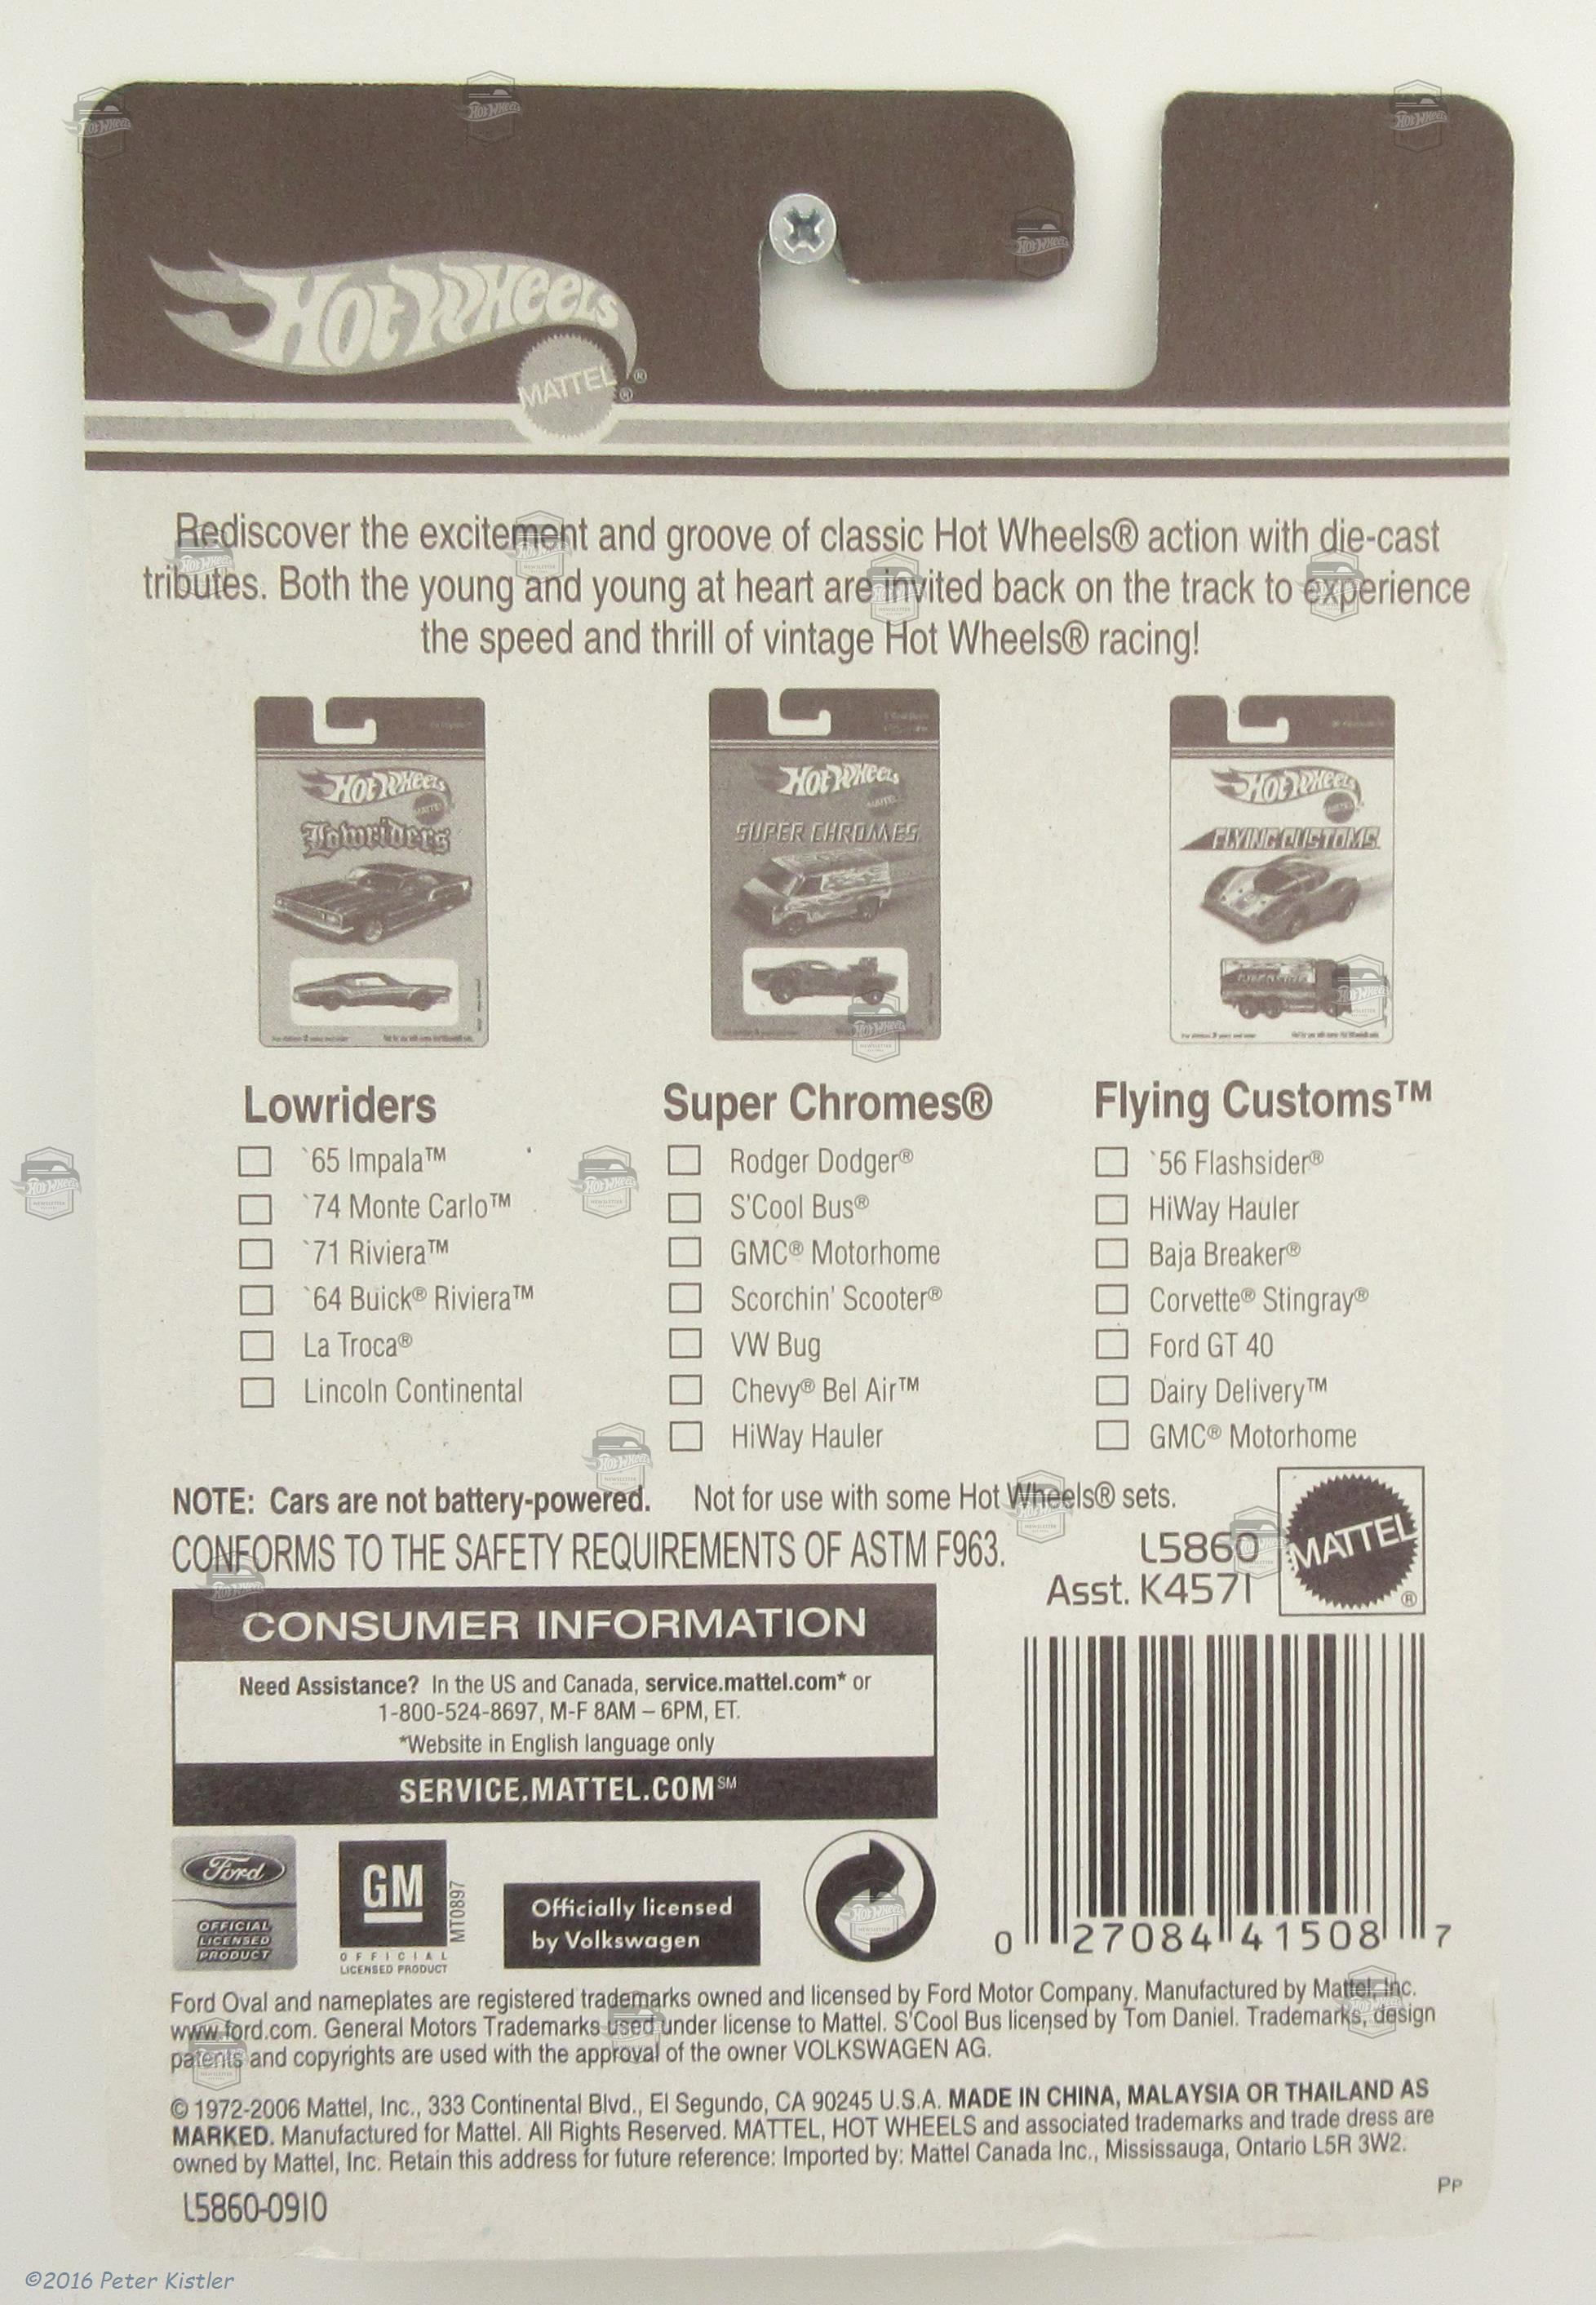 Hot Wheels ®
MATTEL ®
Rediscover the excitement and groove of classic Hot Wheels® action with die-cast
tributes. Both the young and young at heart are invited back on the track to experience
the speed and thrill of vintage Hot Wheels® racing!
Hot Wheels
MATTEL
Lowriders
Hot Wheels
MATTEL
SUPER CHROMES
Hot Wheels
MATTEL
FLYING CUSTOMS
Lowriders
`65 Impala™
`74 Monte Carlo™
`71 Riviera™
`64 Buick® Riviera™
La Troca®
Lincoln Continental
Super Chromes®
Rodger Dodger®
S'Cool Bus®
GMC® Motorhome
Scorchin' Scooter®
VW Bug
Chevy® Bel Air™
HiWay Hauler
Flying Customs™
`56 Flashsider®
HiWay Hauler
Baja Breaker®
Corvette® Stingray®
Ford GT 40
Dairy Delivery™
GMC® Motorhome
NOTE: Cars are not battery-powered. Not for use with some Hot Wheels® sets.
CONFORMS TO THE SAFETY REQUIREMENTS OF ASTM F963.
L5860
Asst. K4571
MATTEL ®
CONSUMER INFORMATION
Need Assistance? In the US and Canada, service.mattel.com* or
1-800-524-8697, M-F 8AM – 6PM, ET.
*Website in English language only
SERVICE.MATTEL.COM℠
Ford
OFFICIAL
LICENSED
PRODUCT
GM
MT0897
OFFICIAL
LICENSED PRODUCT
Officially licensed
by Volkswagen
0 27084 41508 7
Ford Oval and nameplates are registered trademarks owned and licensed by Ford Motor Company. Manufactured by Mattel, Inc.
www.ford.com. General Motors Trademarks used under license to Mattel. S'Cool Bus licensed by Tom Daniel. Trademarks, design
patents and copyrights are used with the approval of the owner VOLKSWAGEN AG.
© 1972-2006 Mattel, Inc., 333 Continental Blvd., El Segundo, CA 90245 U.S.A. MADE IN CHINA, MALAYSIA OR THAILAND AS
MARKED. Manufactured for Mattel. All Rights Reserved. MATTEL, HOT WHEELS and associated trademarks and trade dress are
owned by Mattel, Inc. Retain this address for future reference: Imported by: Mattel Canada Inc., Mississauga, Ontario L5R 3W2.
PP
L5860-0910
©2016 Peter Kistler